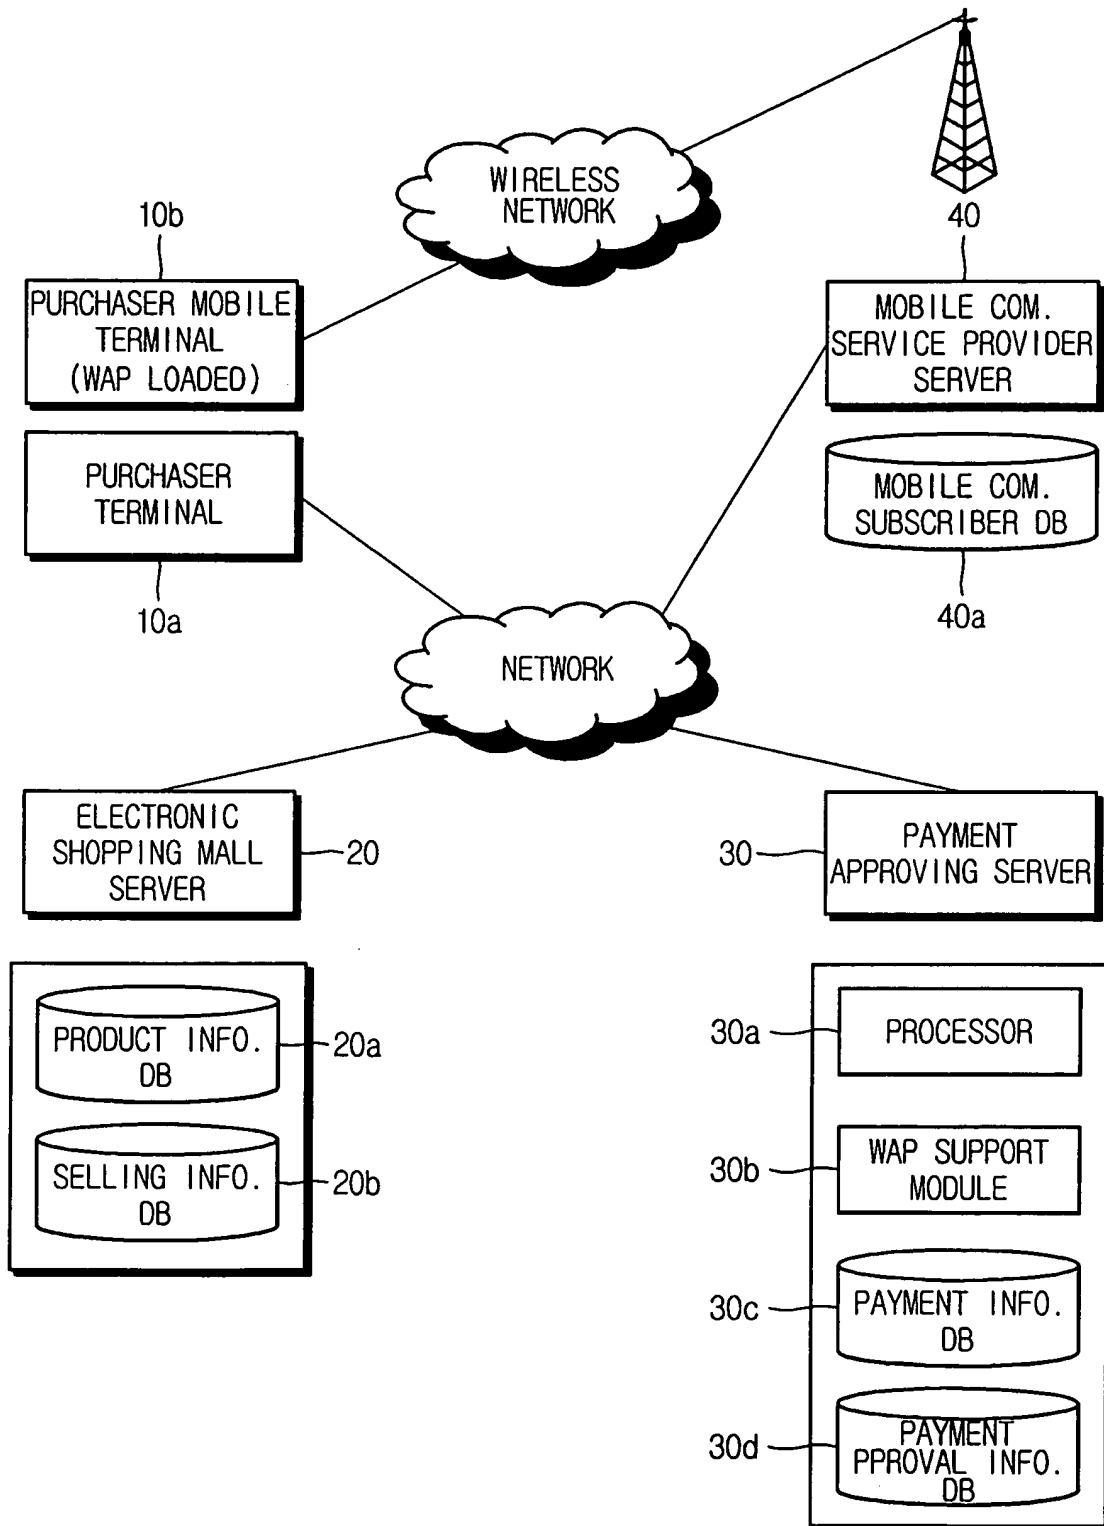 WIRELESS
NETWORK
10b
40
PURCHASER MOBILE
TERMINAL
(WAP LOADED)
MOBILE COM.
SERVICE PROVIDER
SERVER
PURCHASER
TERMINAL
MOBILE COM.
SUBSCRIBER DB
10a
40a
NETWORK
ELECTRONIC
SHOPPING MALL
SERVER
20
30
PAYMENT
APPROVING SERVER
PRODUCT INFO.
DB
20a
30a
PROCESSOR
SELLING INFO.
DB
20b
30b
WAP SUPPORT
MODULE
30c
PAYMENT INFO.
DB
30d
PAYMENT
PPROVAL INFO.
DB